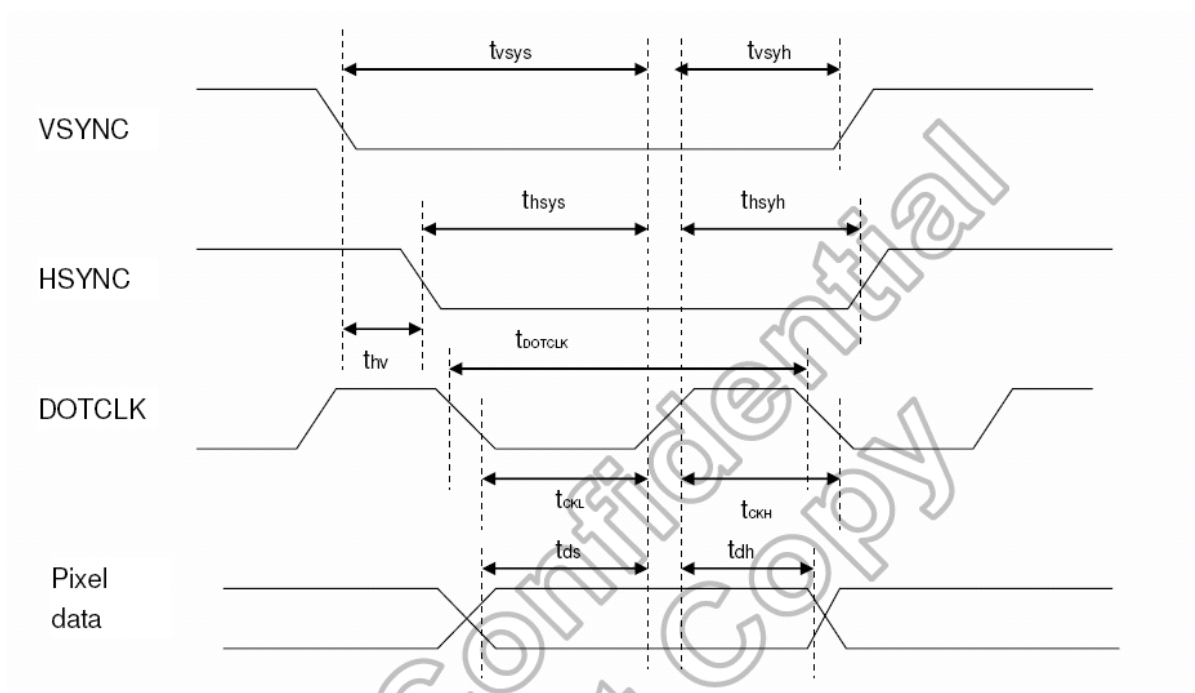 tvsys tvsyh
VSYNC
thsys thsyh
HSYNC
thv
tDOTCLK
DOTCLK
tCKL
tCKH
tds tdh
Pixel
data
Confidential
Copy